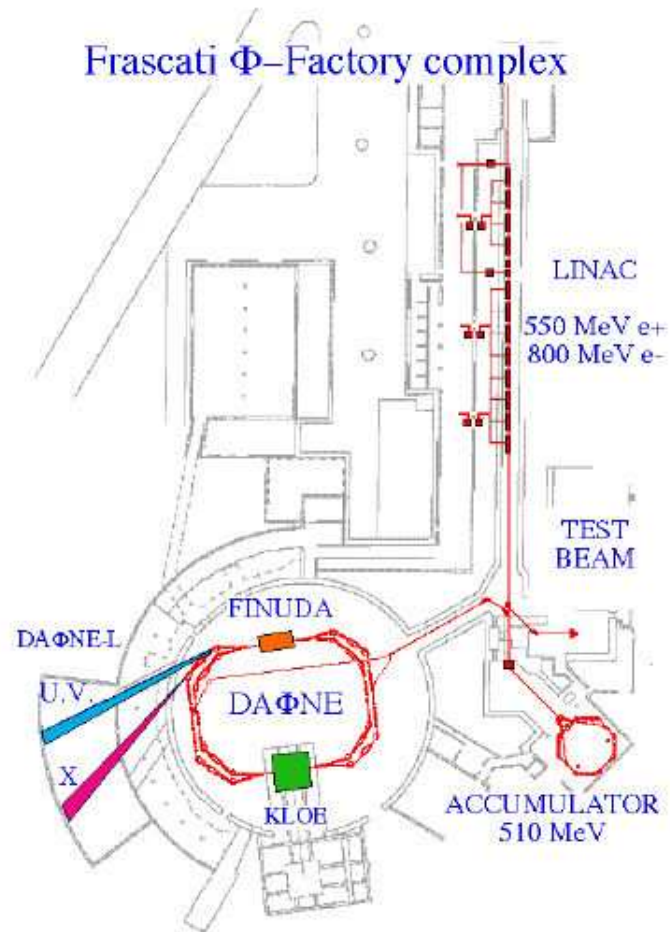 Frascati Φ–Factory complex
LINAC
550 MeV e+
800 MeV e-
TEST
BEAM
FINUDA
DAΦNE-L
U.V.
DAΦNE
X
KLOE
ACCUMULATOR
510 MeV